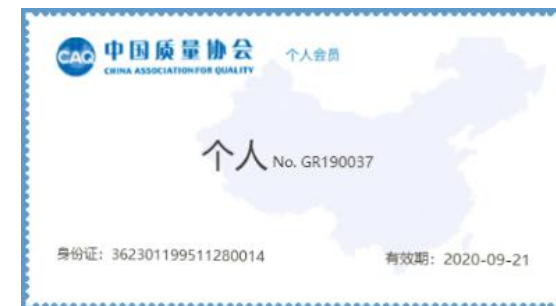 CAQ 中国质量协会 个人会员
CHINA ASSOCIATION FOR QUALITY
个人 No. GR190037
身份证：362301199511280014 有效期：2020-09-21